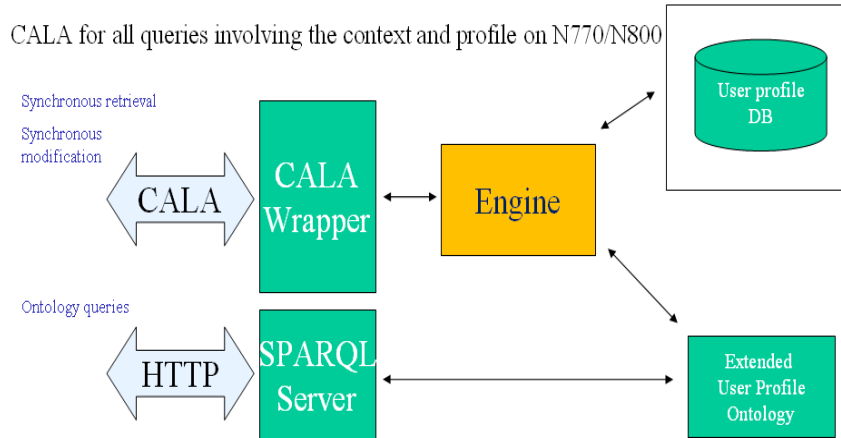 CALA for all queries involving the context and profile on N770/N800
User profile
DB
Synchronous retrieval
Synchronous
modification
CALA
CALA
Wrapper
Engine
Ontology queries
HTTP
SPARQL
Server
Extended
User Profile
Ontology